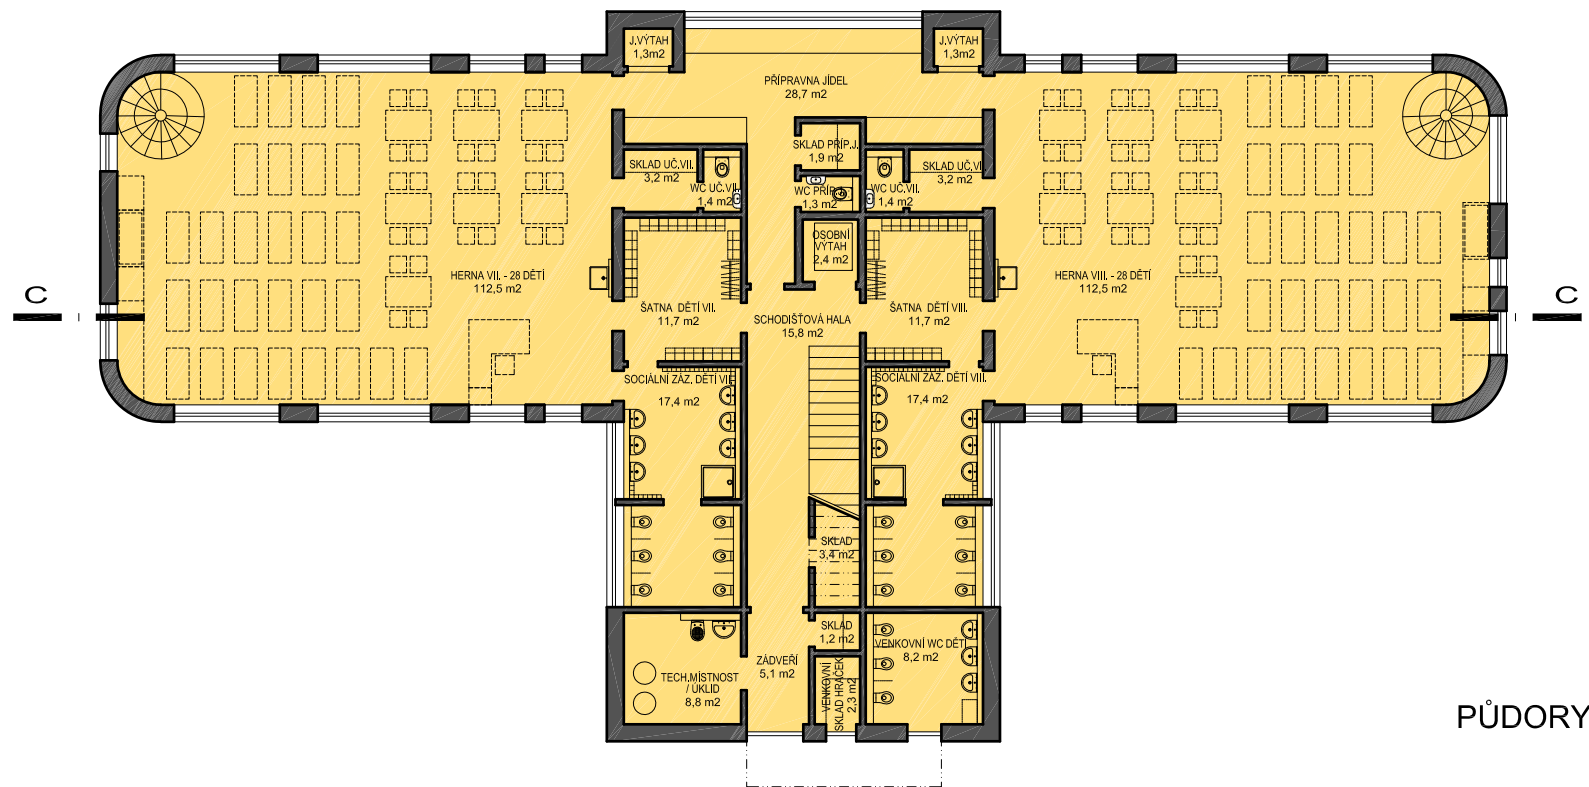 J.VÝTAH
1,3m2
J.VÝTAH
1,3m2
PŘÍPRAVNA JÍDEL
28,7 m2
SKLAD UČ.VII.
3,2 m2
WC UČ.VII.
1,4 m2
SKLAD PŘÍP.J.
1,9 m2
WC PŘÍP.J.
1,3 m2
WC UČ.VII.
1,4 m2
SKLAD UČ.VII.
3,2 m2
OSOBNÍ
VÝTAH
2,4 m2
HERNA VII. - 28 DĚTÍ
112,5 m2
HERNA VIII. - 28 DĚTÍ
112,5 m2
C
C
ŠATNA DĚTÍ VII.
11,7 m2
SCHODIŠŤOVÁ HALA
15,8 m2
ŠATNA DĚTÍ VIII.
11,7 m2
SOCIÁLNÍ ZAŽ. DĚTÍ VII.
17,4 m2
SOCIÁLNÍ ZAŽ. DĚTÍ VIII.
17,4 m2
SKLAD
3,4 m2
SKLAD
1,2 m2
VENKOVNÍ WC DĚTÍ
8,2 m2
ZÁDVEŘÍ
5,1 m2
TECH.MÍSTNOST
/ ÚKLID
8,8 m2
VENKOVNÍ
SKLAD HRAČEK
2,3 m2
PŮDORY